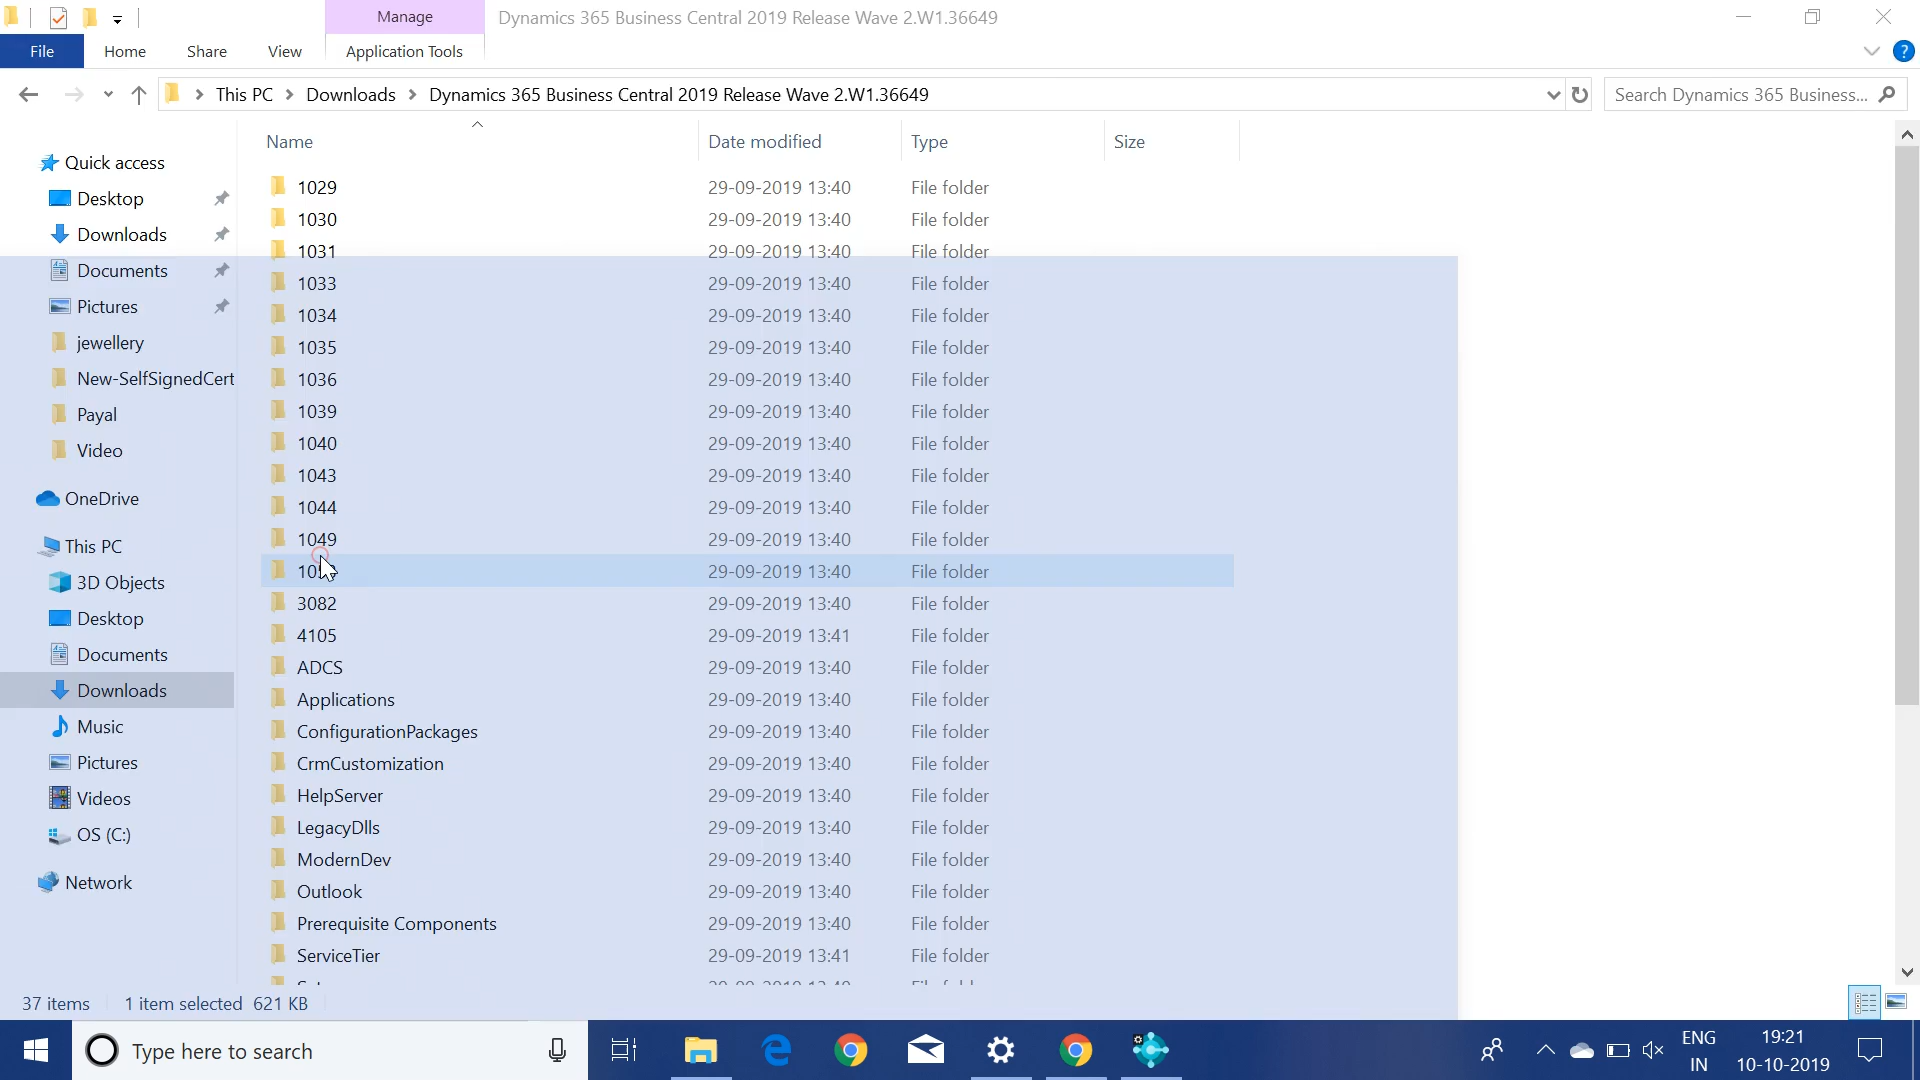 Manage
Dynamics 365 Business Central 2019 Release Wave 2.W1.36649
File
Home
Share
View
Application Tools
This PC
Downloads
Dynamics 365 Business Central 2019 Release Wave 2.W1.36649
Search Dynamics 365 Business...
Name
Date modified
Type
Size
Quick access
Desktop
Downloads
Documents
Pictures
jewellery
New-SelfSignedCert
Payal
Video
OneDrive
This PC
3D Objects
Desktop
Documents
Downloads
Music
Pictures
Videos
OS (C:)
Network
1029 29-09-2019 13:40 File folder
1030 29-09-2019 13:40 File folder
1031 29-09-2019 13:40 File folder
1033 29-09-2019 13:40 File folder
1034 29-09-2019 13:40 File folder
1035 29-09-2019 13:40 File folder
1036 29-09-2019 13:40 File folder
1039 29-09-2019 13:40 File folder
1040 29-09-2019 13:40 File folder
1043 29-09-2019 13:40 File folder
1044 29-09-2019 13:40 File folder
1049 29-09-2019 13:40 File folder
29-09-2019 13:40 File folder
3082 29-09-2019 13:40 File folder
4105 29-09-2019 13:41 File folder
ADCS 29-09-2019 13:40 File folder
Applications 29-09-2019 13:40 File folder
ConfigurationPackages 29-09-2019 13:40 File folder
CrmCustomization 29-09-2019 13:40 File folder
HelpServer 29-09-2019 13:40 File folder
LegacyDlls 29-09-2019 13:40 File folder
ModernDev 29-09-2019 13:40 File folder
Outlook 29-09-2019 13:40 File folder
Prerequisite Components 29-09-2019 13:40 File folder
ServiceTier 29-09-2019 13:41 File folder
37 items 1 item selected 621 KB
Type here to search
ENG
IN
19:21
10-10-2019